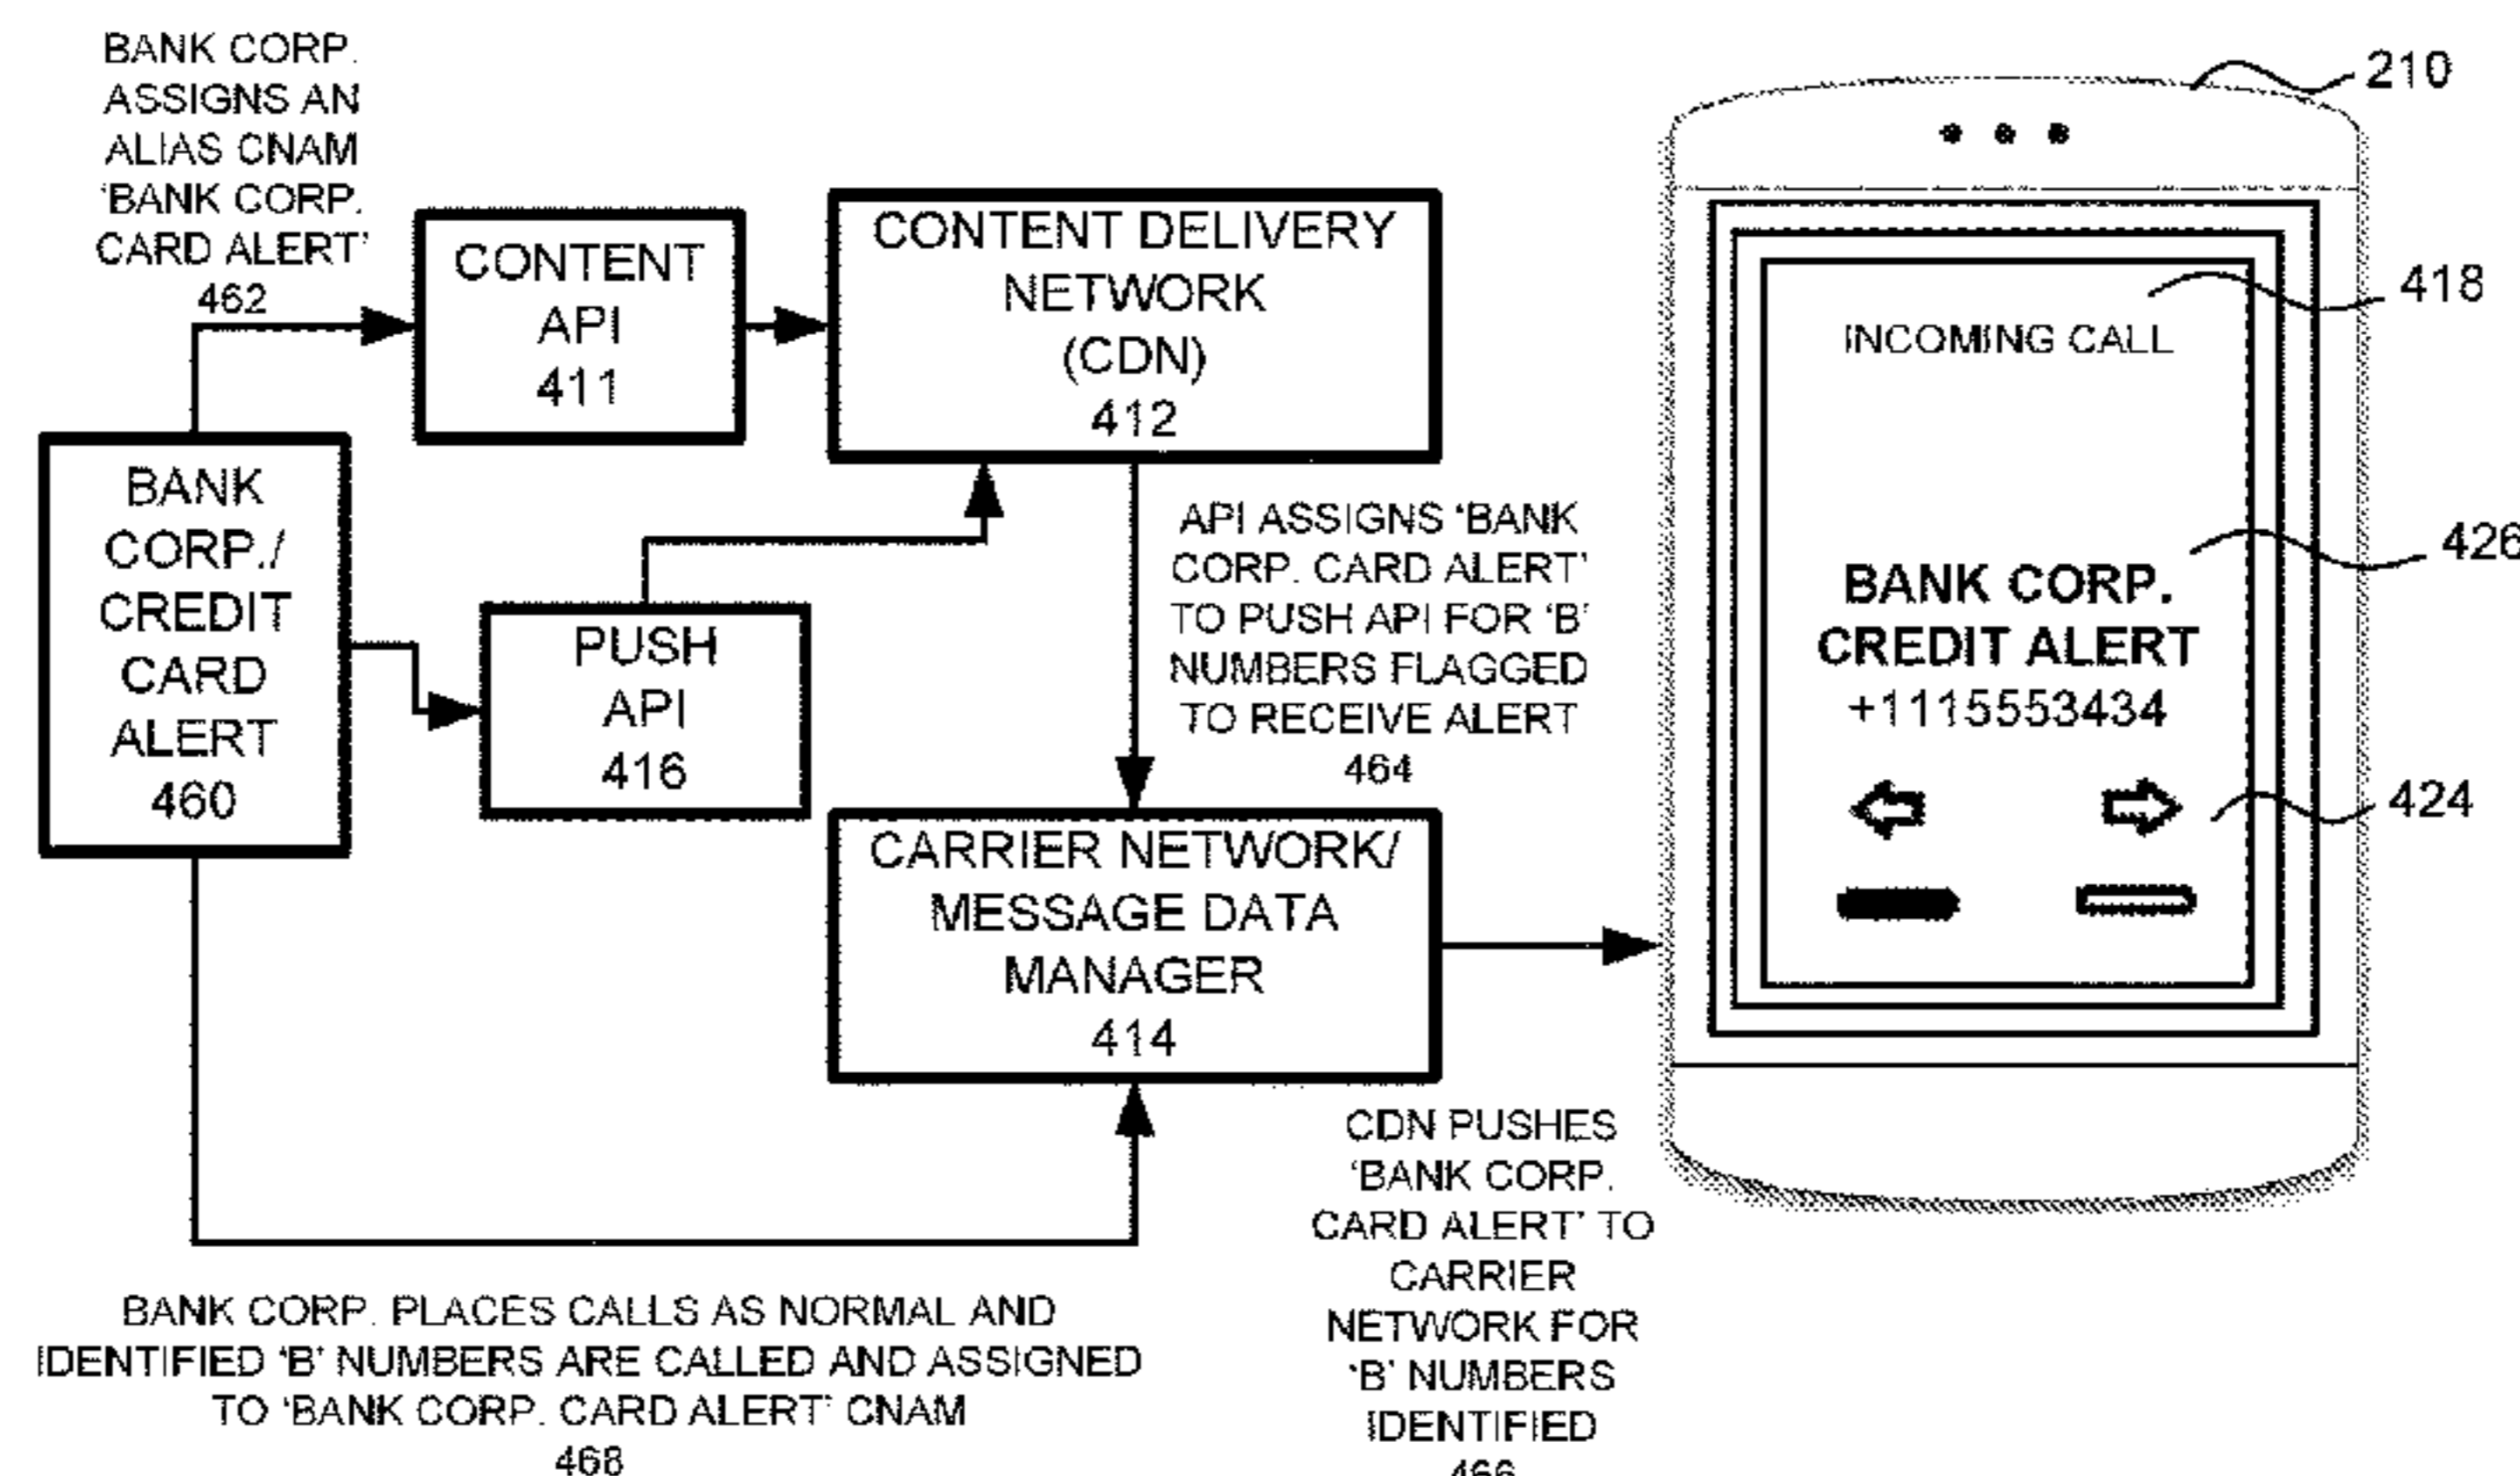 BANK CORP.
ASSIGNS AN
ALIAS CNAM
'BANK CORP.
CARD ALERT'
462
CONTENT
API
411
CONTENT DELIVERY
NETWORK
(CDN)
412
BANK
CORP./
CREDIT
CARD
ALERT
460
PUSH
API
416
API ASSIGNS 'BANK
CORP. CARD ALERT'
TO PUSH API FOR 'B'
NUMBERS FLAGGED
TO RECEIVE ALERT
464
CARRIER NETWORK/
MESSAGE DATA
MANAGER
414
210
418
INCOMING CALL
426
BANK CORP.
CREDIT ALERT
+1115553434
424
BANK CORP. PLACES CALLS AS NORMAL AND
IDENTIFIED 'B' NUMBERS ARE CALLED AND ASSIGNED
TO 'BANK CORP. CARD ALERT' CNAM
468
CDN PUSHES
'BANK CORP.
CARD ALERT' TO
CARRIER
NETWORK FOR
'B' NUMBERS
IDENTIFIED
466